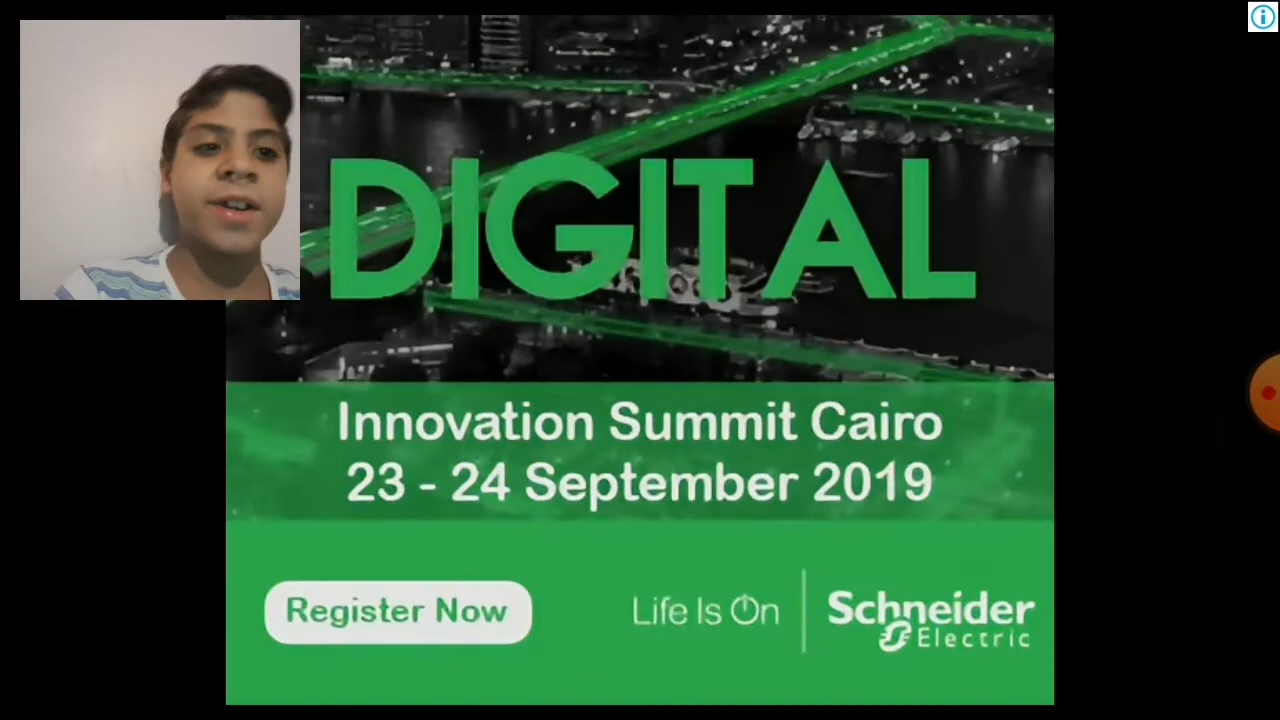 DIGITAL
Innovation Summit Cairo
23 - 24 September 2019
Register Now
Life Is On
Schneider
Electric